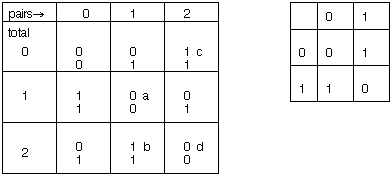 pairs→ 0 1 2
total
0 0 0 1 c
0 1 1
1 1 0 a 0
1 0 1
2 0 1 b 0 d
1 1 0
0 1
0 0 1
1 1 0